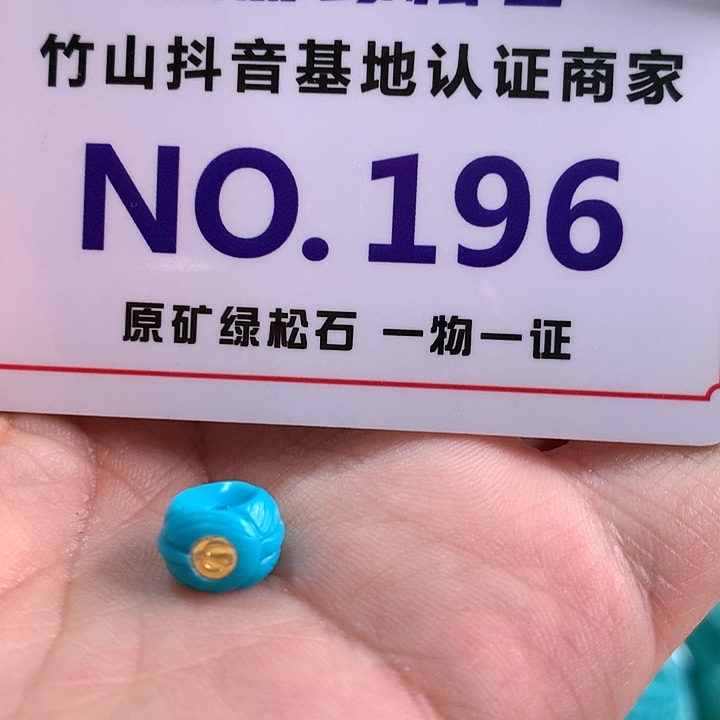 竹山抖音基地认证商家
NO.196
原矿绿松石 一物一证